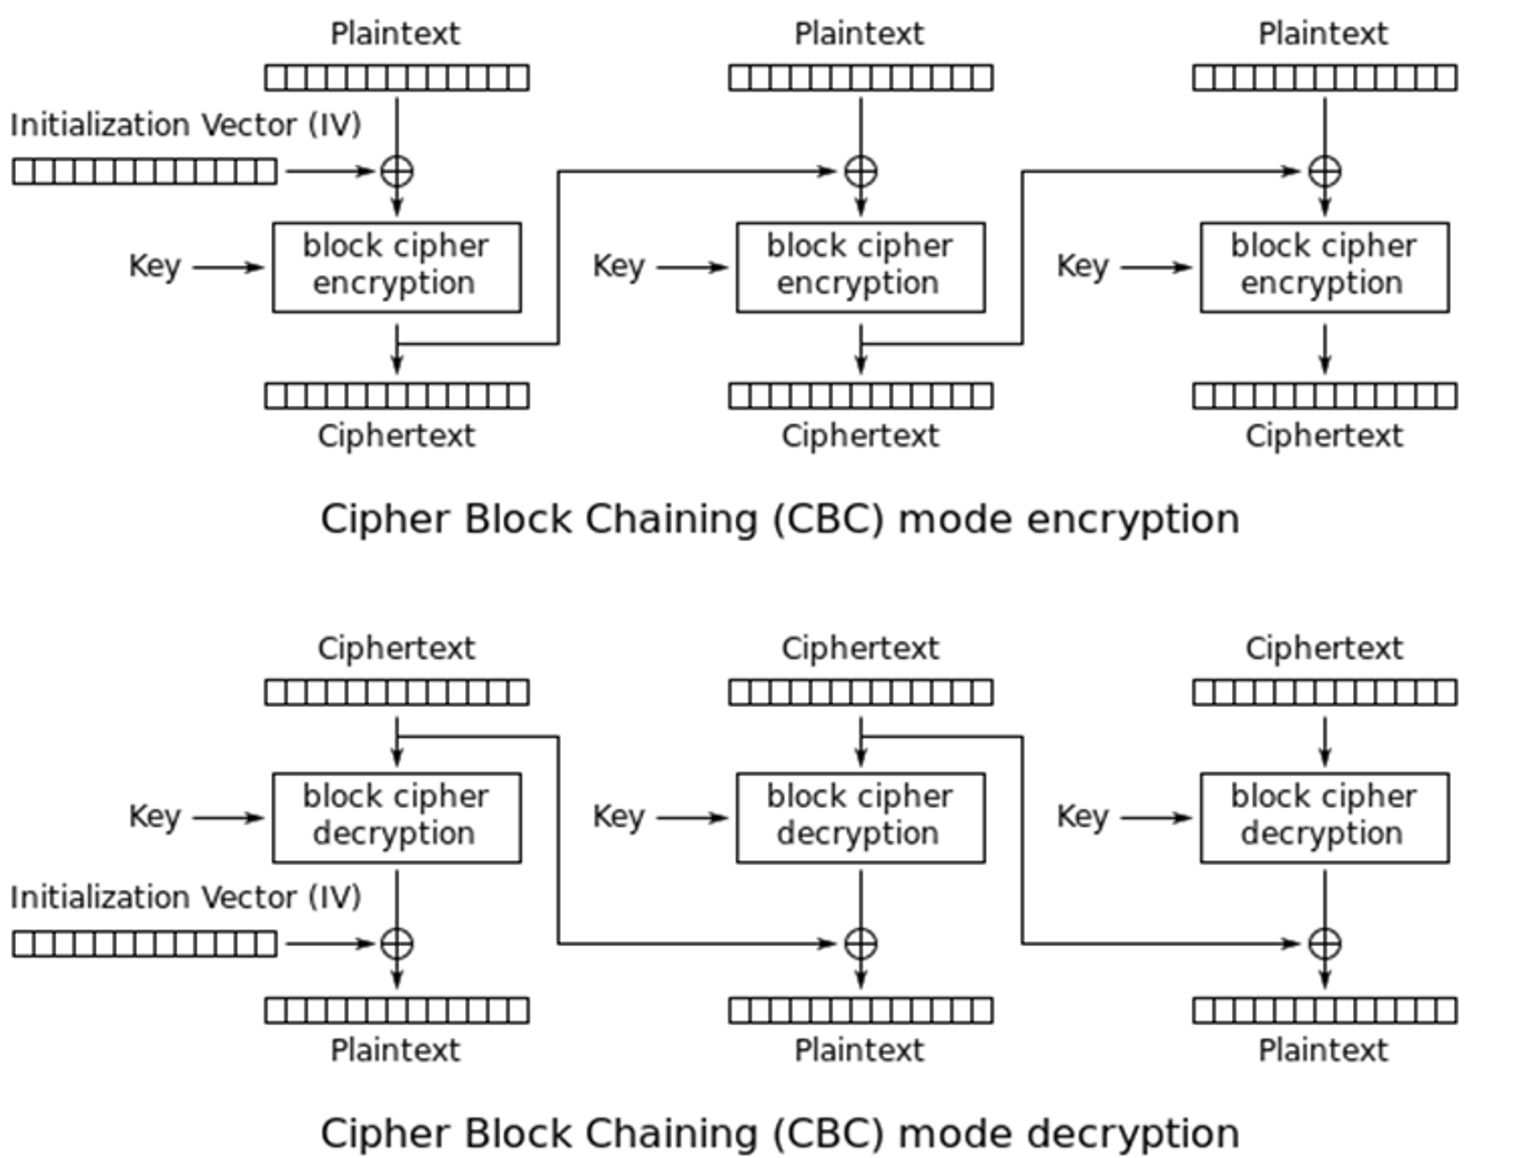 Plaintext
Plaintext
Plaintext
Initialization Vector (IV)
Key
block cipher
encryption
Key
block cipher
encryption
Key
block cipher
encryption
Ciphertext
Ciphertext
Ciphertext
Cipher Block Chaining (CBC) mode encryption
Ciphertext
Ciphertext
Ciphertext
Key
block cipher
decryption
Key
block cipher
decryption
Key
block cipher
decryption
Initialization Vector (IV)
Plaintext
Plaintext
Plaintext
Cipher Block Chaining (CBC) mode decryption